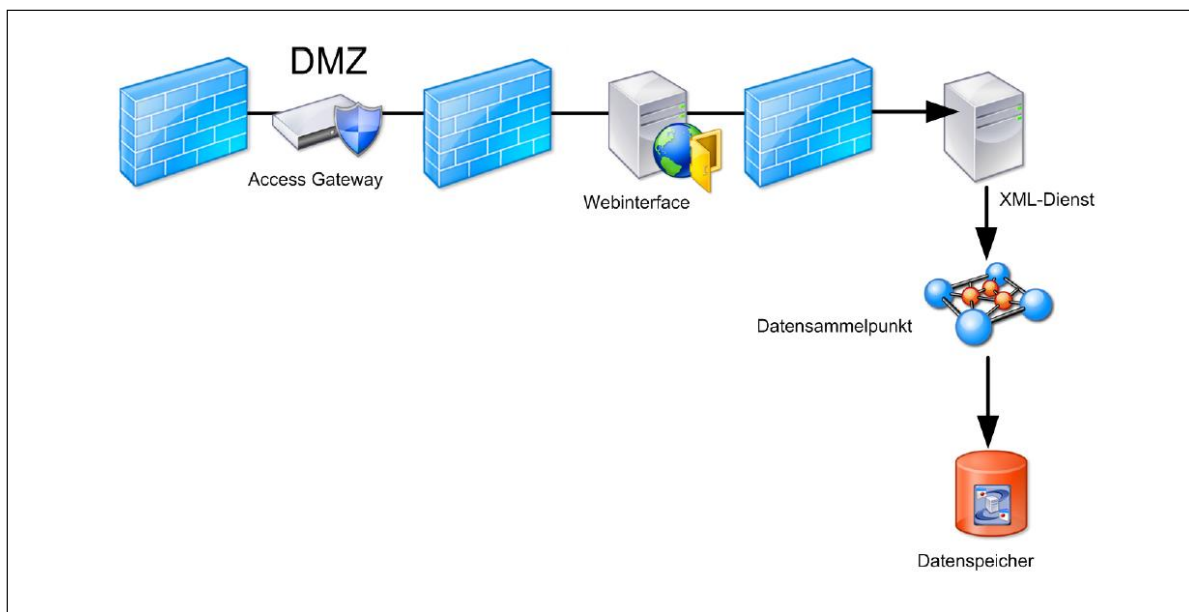 DMZ
Access Gateway
Webinterface
XML-Dienst
Datensammelpunkt
Datenspeicher